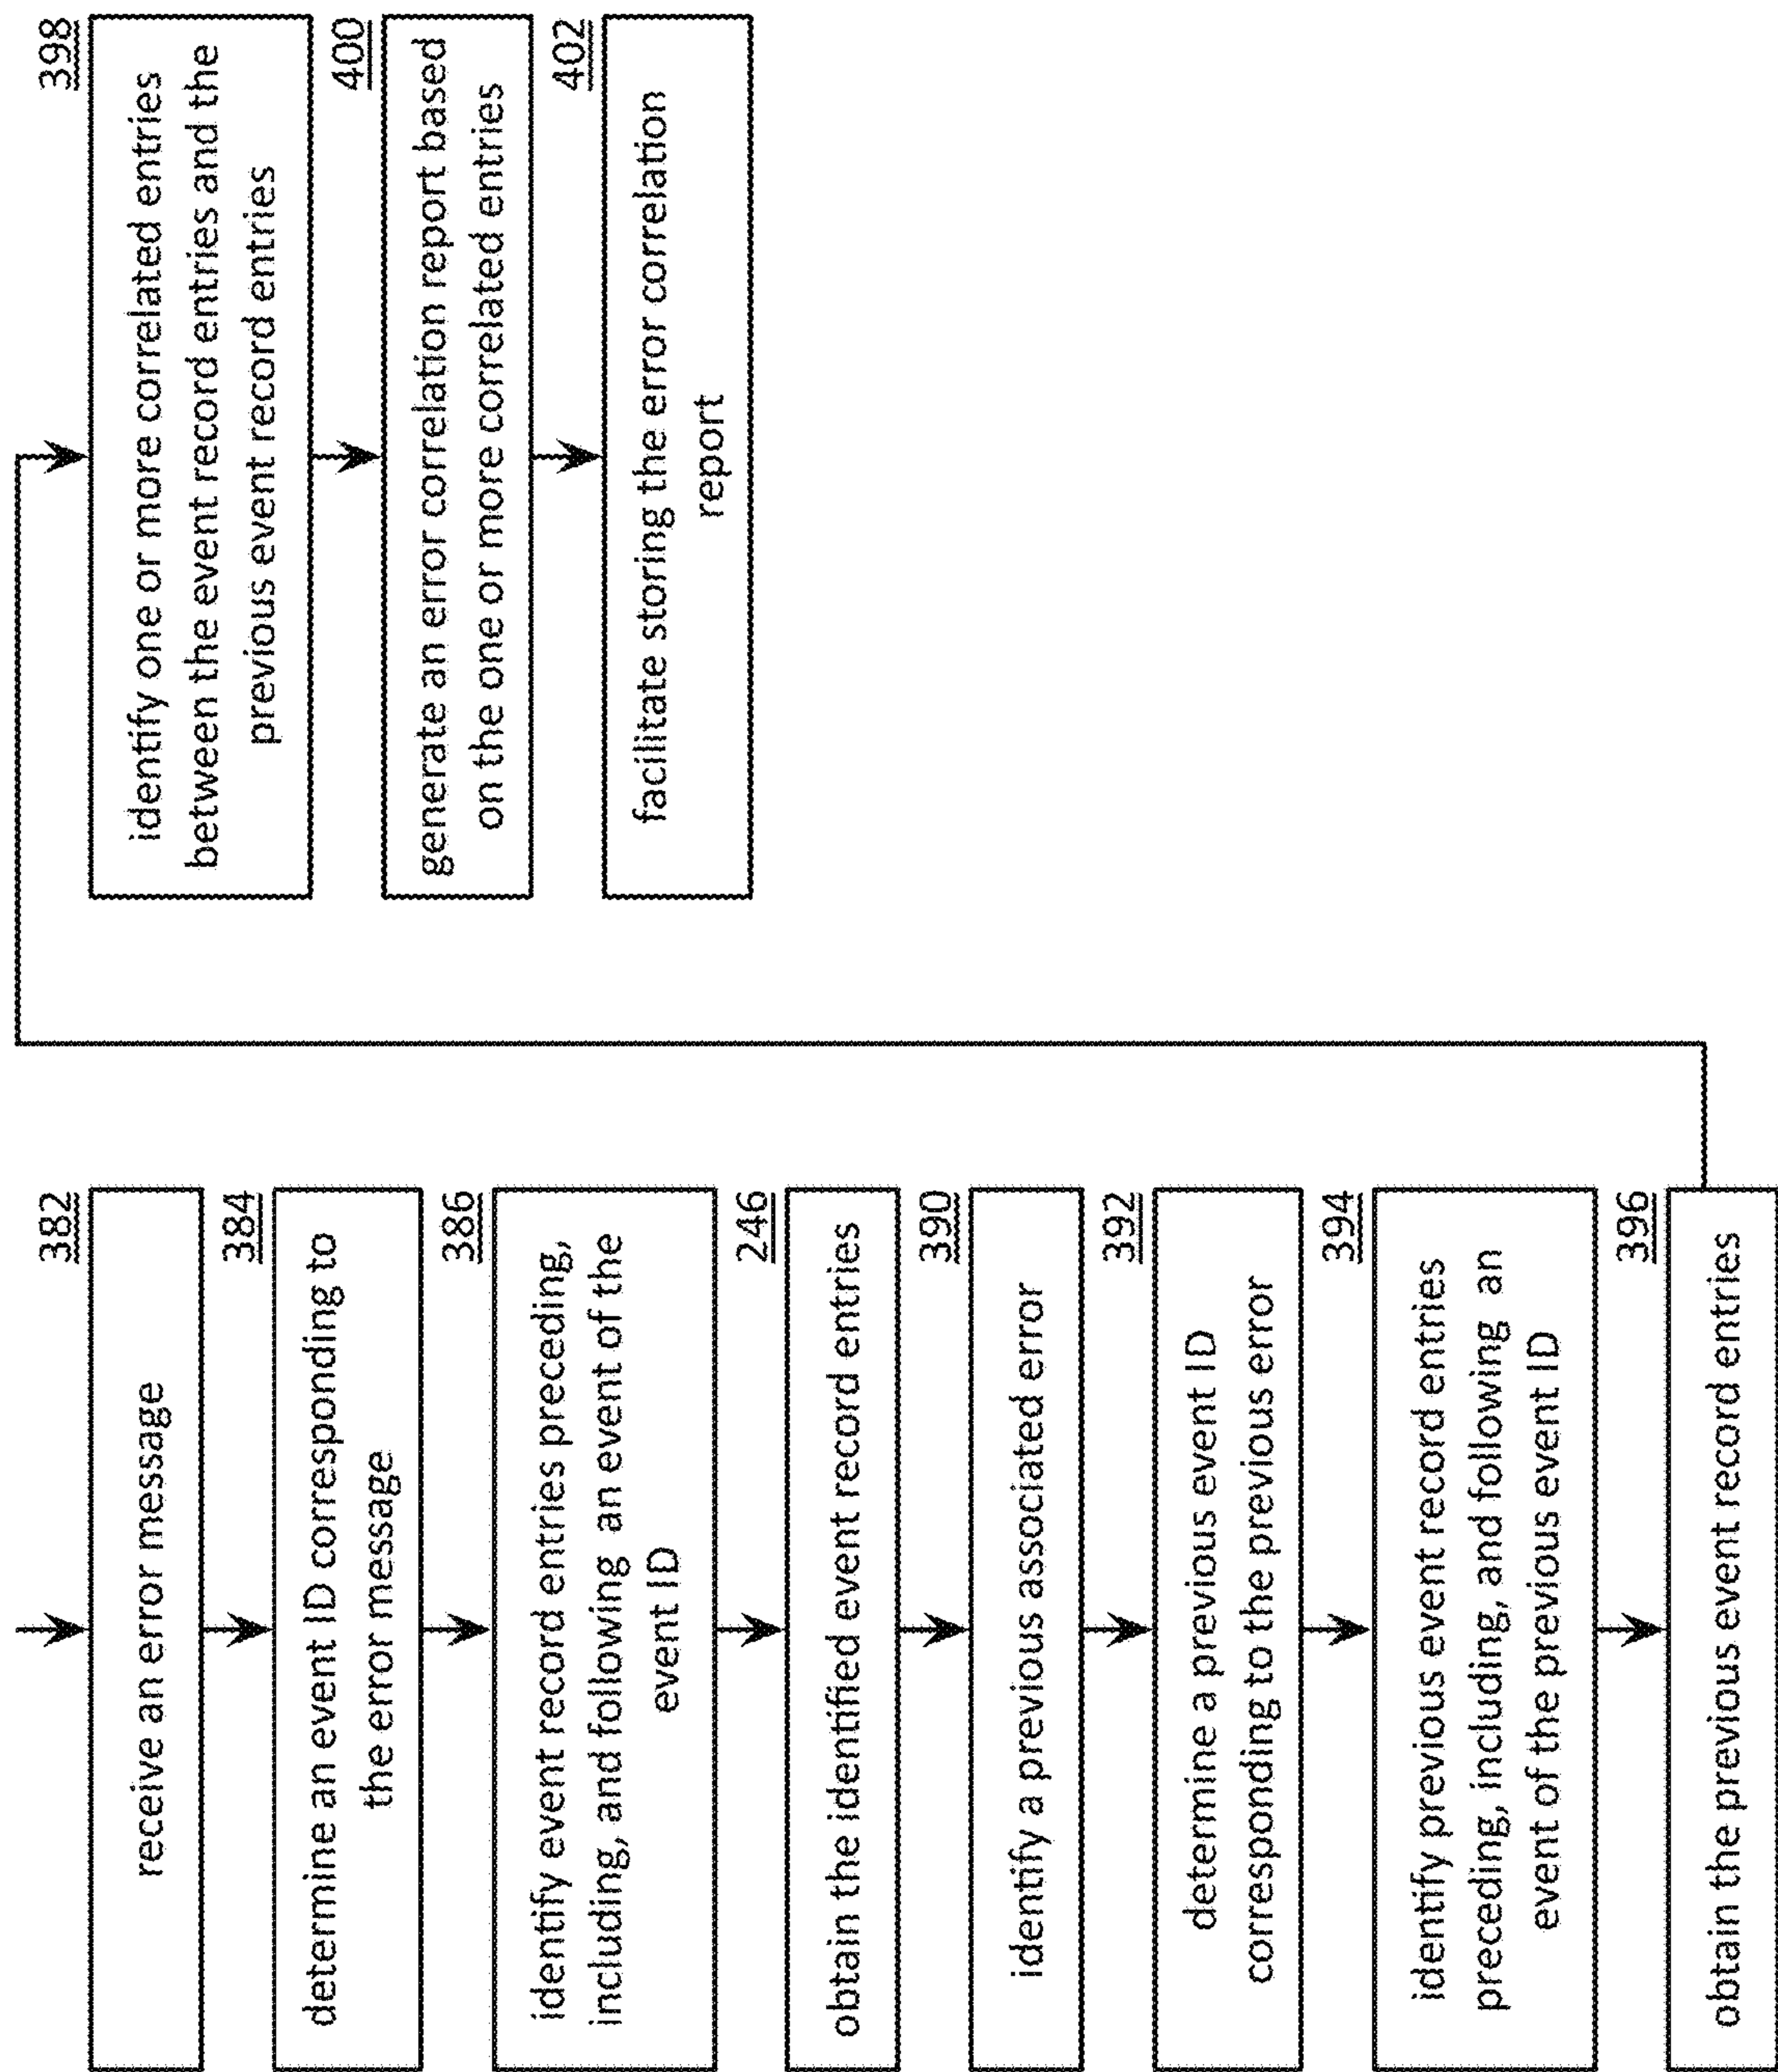 382
receive an error message
384
determine an event ID corresponding to
the error message
386
identify event record entries preceding,
including, and following an event of the
event ID
246
obtain the identified event record entries
390
identify a previous associated error
392
determine a previous event ID
corresponding to the previous error
394
identify previous event record entries
preceding, including, and following an
event of the previous event ID
396
obtain the previous event record entries
398
identify one or more correlated entries
between the event record entries and the
previous event record entries
400
generate an error correlation report based
on the one or more correlated entries
402
facilitate storing the error correlation
report